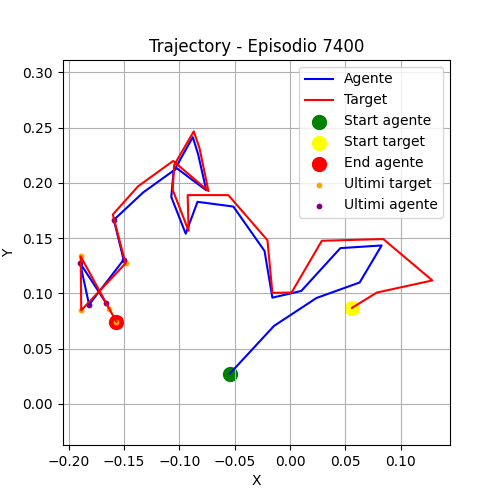 Trajectory - Episodio 7400
Agente
Target
Start agente
Start target
End agente
Ultimi target
Ultimi agente
Y
0.30
0.25
0.20
0.15
0.10
0.05
0.00
−0.20 −0.15 −0.10 −0.05 0.00 0.05 0.10
X